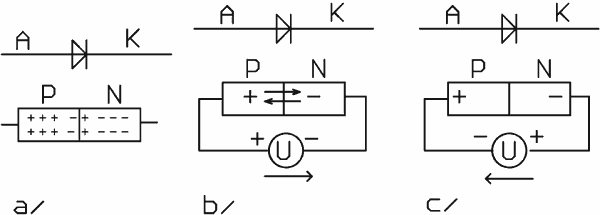 A K
P N
+ + + - + - - -
+ + + - + - - -
a/
A K
P N
+ -
+ U -
b/
A K
P N
+ -
- U +
c/